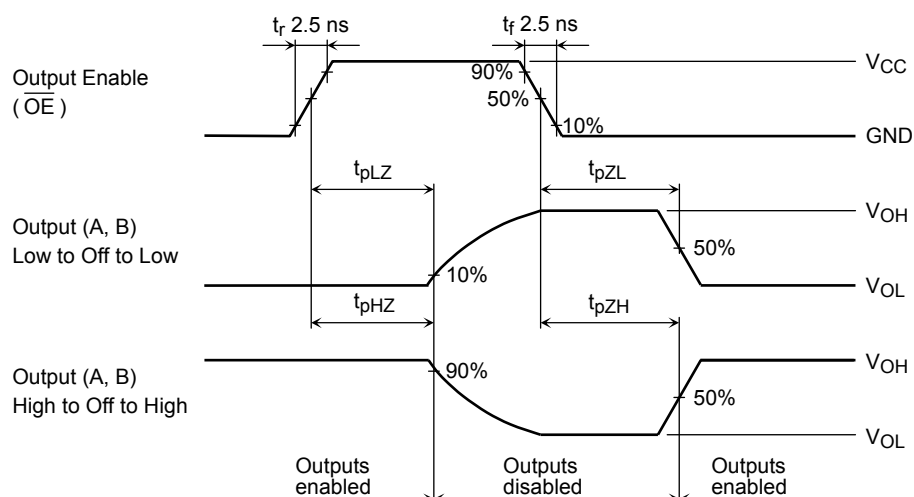 tr 2.5 ns
tf 2.5 ns
Output Enable
( OE )
90%
50%
10%
VCC
GND
tpLZ
tpZL
Output (A, B)
Low to Off to Low
10%
50%
VOH
VOL
tpHZ
tpZH
Output (A, B)
High to Off to High
90%
50%
VOH
VOL
Outputs
enabled
Outputs
disabled
Outputs
enabled